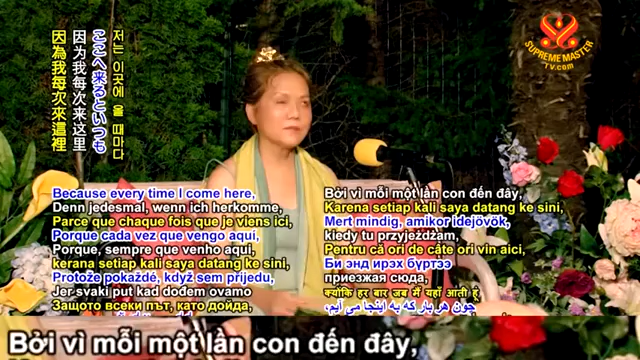 SUPREME MASTER
TV.com
저는 이곳에 올 때마다
ここへ来るといつも
因为我每次来这里
因為我每次來這裡
Because every time I come here,
Denn jedesmal, wenn ich herkomme,
Parce que chaque fois que je viens ici,
Porque cada vez que vengo aquí,
Porque, sempre que venho aqui,
kerana setiap kali saya datang ke sini,
Protože pokaždé, když sem přijedu,
Jer svaki put kad dođem ovamo
Защото всеки път, като дойда,
Bởi vì mỗi một lần con đến đây,
Karena setiap kali saya datang ke sini,
Mert mindig, amikor idejövök,
kiedy tu przyjeżdżam,
Pentru că ori de câte ori vin aici,
Би энд ирэх бүртээ
приезжая сюда,
क्योंकि हर बार जब मैं यहाँ आती हूँ
چون هر بار که به اینجا می آیم،
Bởi vì mỗi một lần con đến đây,